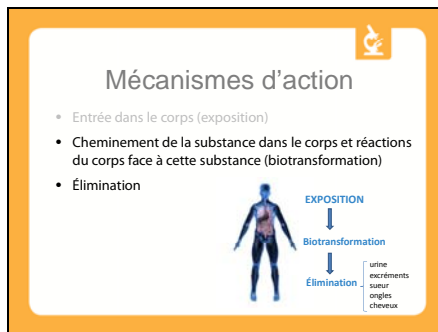 Mécanismes d'action
• Entrée dans le corps (exposition)
• Cheminement de la substance dans le corps et réactions
du corps face à cette substance (biotransformation)
• Élimination
EXPOSITION
Biotransformation
Élimination
urine
excréments
sueur
ongles
cheveux